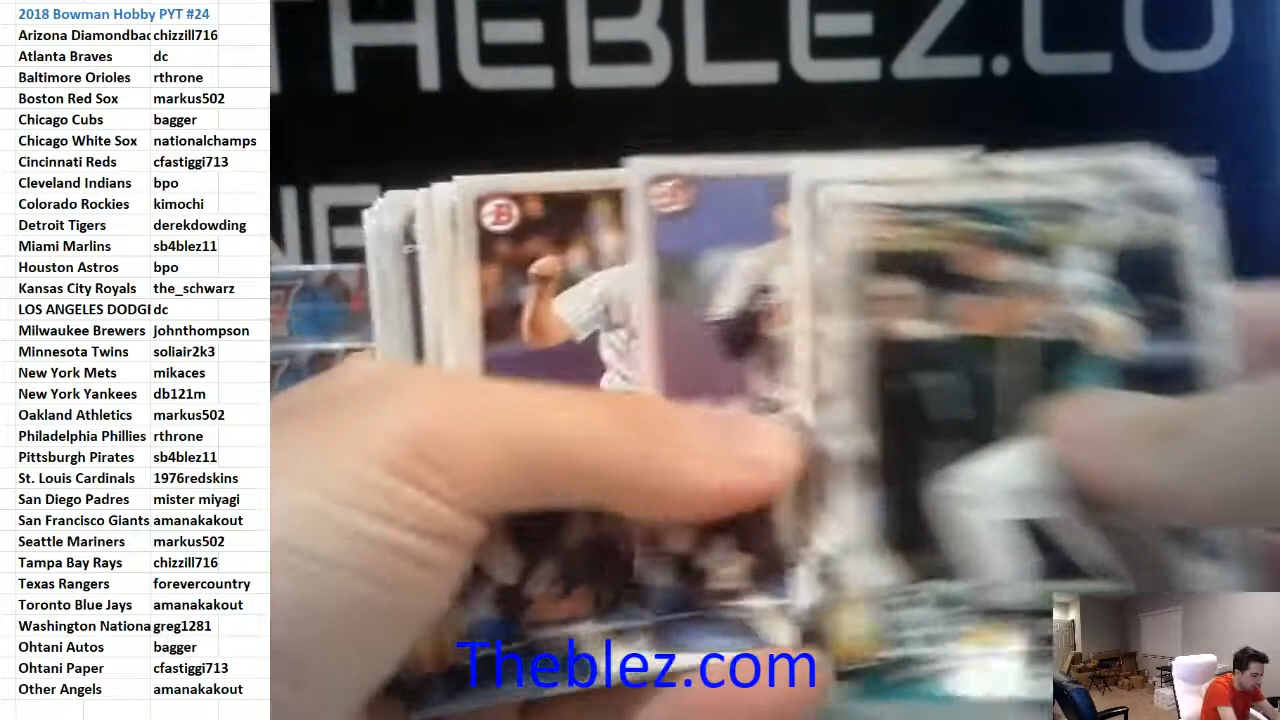 2018 Bowman Hobby PYT #24
Arizona Diamondbac chizzill716
Atlanta Braves dc
Baltimore Orioles rthrone
Boston Red Sox markus502
Chicago Cubs bagger
Chicago White Sox nationalchamps
Cincinnati Reds cfastiggi713
Cleveland Indians bpo
Colorado Rockies kimochi
Detroit Tigers derekdowding
Miami Marlins sb4blez11
Houston Astros bpo
Kansas City Royals the_schwarz
LOS ANGELES DODGE dc
Milwaukee Brewers johnthompson
Minnesota Twins soliair2k3
New York Mets mikaces
New York Yankees db121m
Oakland Athletics markus502
Philadelphia Phillies rthrone
Pittsburgh Pirates sb4blez11
St. Louis Cardinals 1976redskins
San Diego Padres mister miyagi
San Francisco Giants amanakakout
Seattle Mariners markus502
Tampa Bay Rays chizzill716
Texas Rangers forevercountry
Toronto Blue Jays amanakakout
Washington Nationa greg1281
Ohtani Autos bagger
Ohtani Paper cfastiggi713
Other Angels amanakakout
THEBLEZ.CO
NE
B
Theblez.com